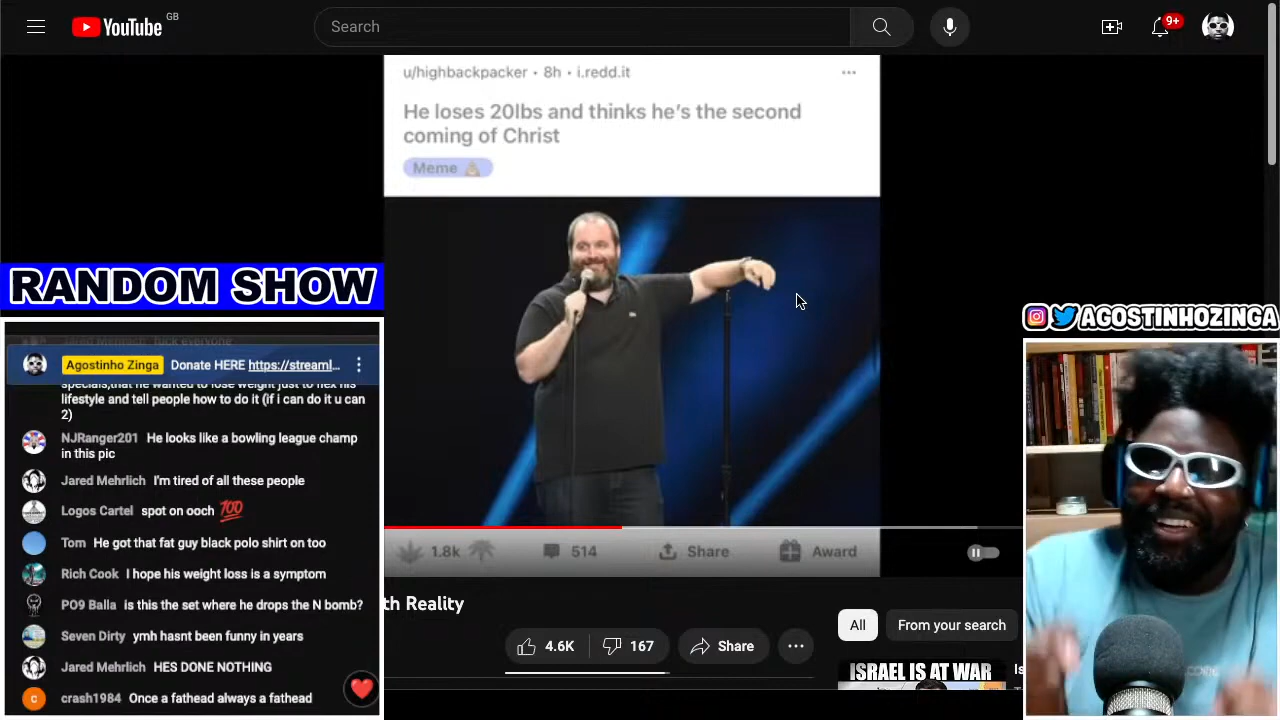 YouTube GB
Search
9+
u/highbackpacker • 8h • i.redd.it
He loses 20lbs and thinks he's the second
coming of Christ
Meme
RANDOM SHOW
Agostinho Zinga Donate HERE https://streaml...
specials,that he wanted to lose weight just to flex his
lifestyle and tell people how to do it (if i can do it u can
2)
NJRanger201 He looks like a bowling league champ
in this pic
Jared Mehrlich I'm tired of all these people
Logos Cartel spot on ooch 💯
Tom He got that fat guy black polo shirt on too
Rich Cook I hope his weight loss is a symptom
PO9 Balla is this the set where he drops the N bomb?
Seven Dirty ymh hasnt been funny in years
Jared Mehrlich HES DONE NOTHING
crash1984 Once a fathead always a fathead
1.8k 514 Share Award
th Reality
4.6K 167 Share
All From your search
ISRAEL IS AT WAR
AGOSTINHOZINGA